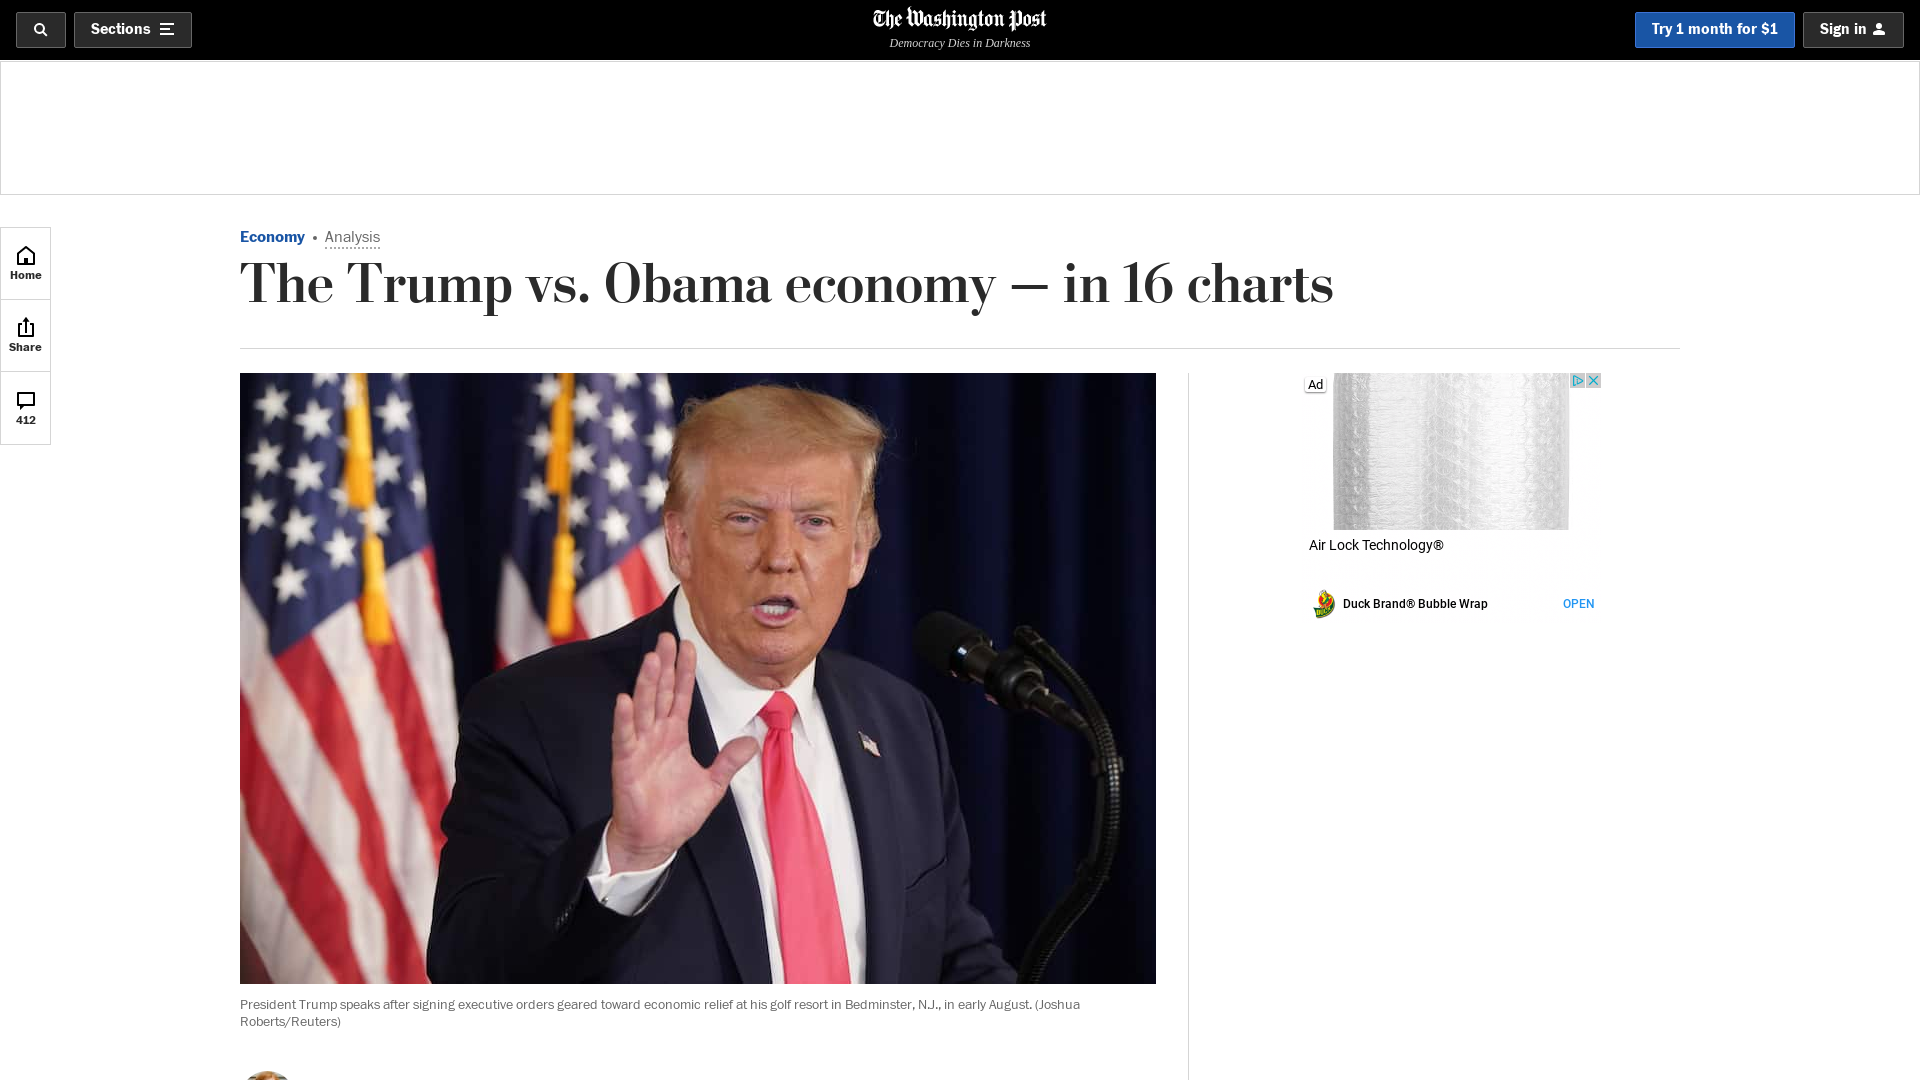 Sections
The Washington Post
Democracy Dies in Darkness
Try 1 month for $1
Sign in
Home
Share
412
Economy • Analysis
The Trump vs. Obama economy — in 16 charts
Ad
Air Lock Technology®
Duck Brand® Bubble Wrap
OPEN
President Trump speaks after signing executive orders geared toward economic relief at his golf resort in Bedminster, N.J., in early August. (Joshua
Roberts/Reuters)